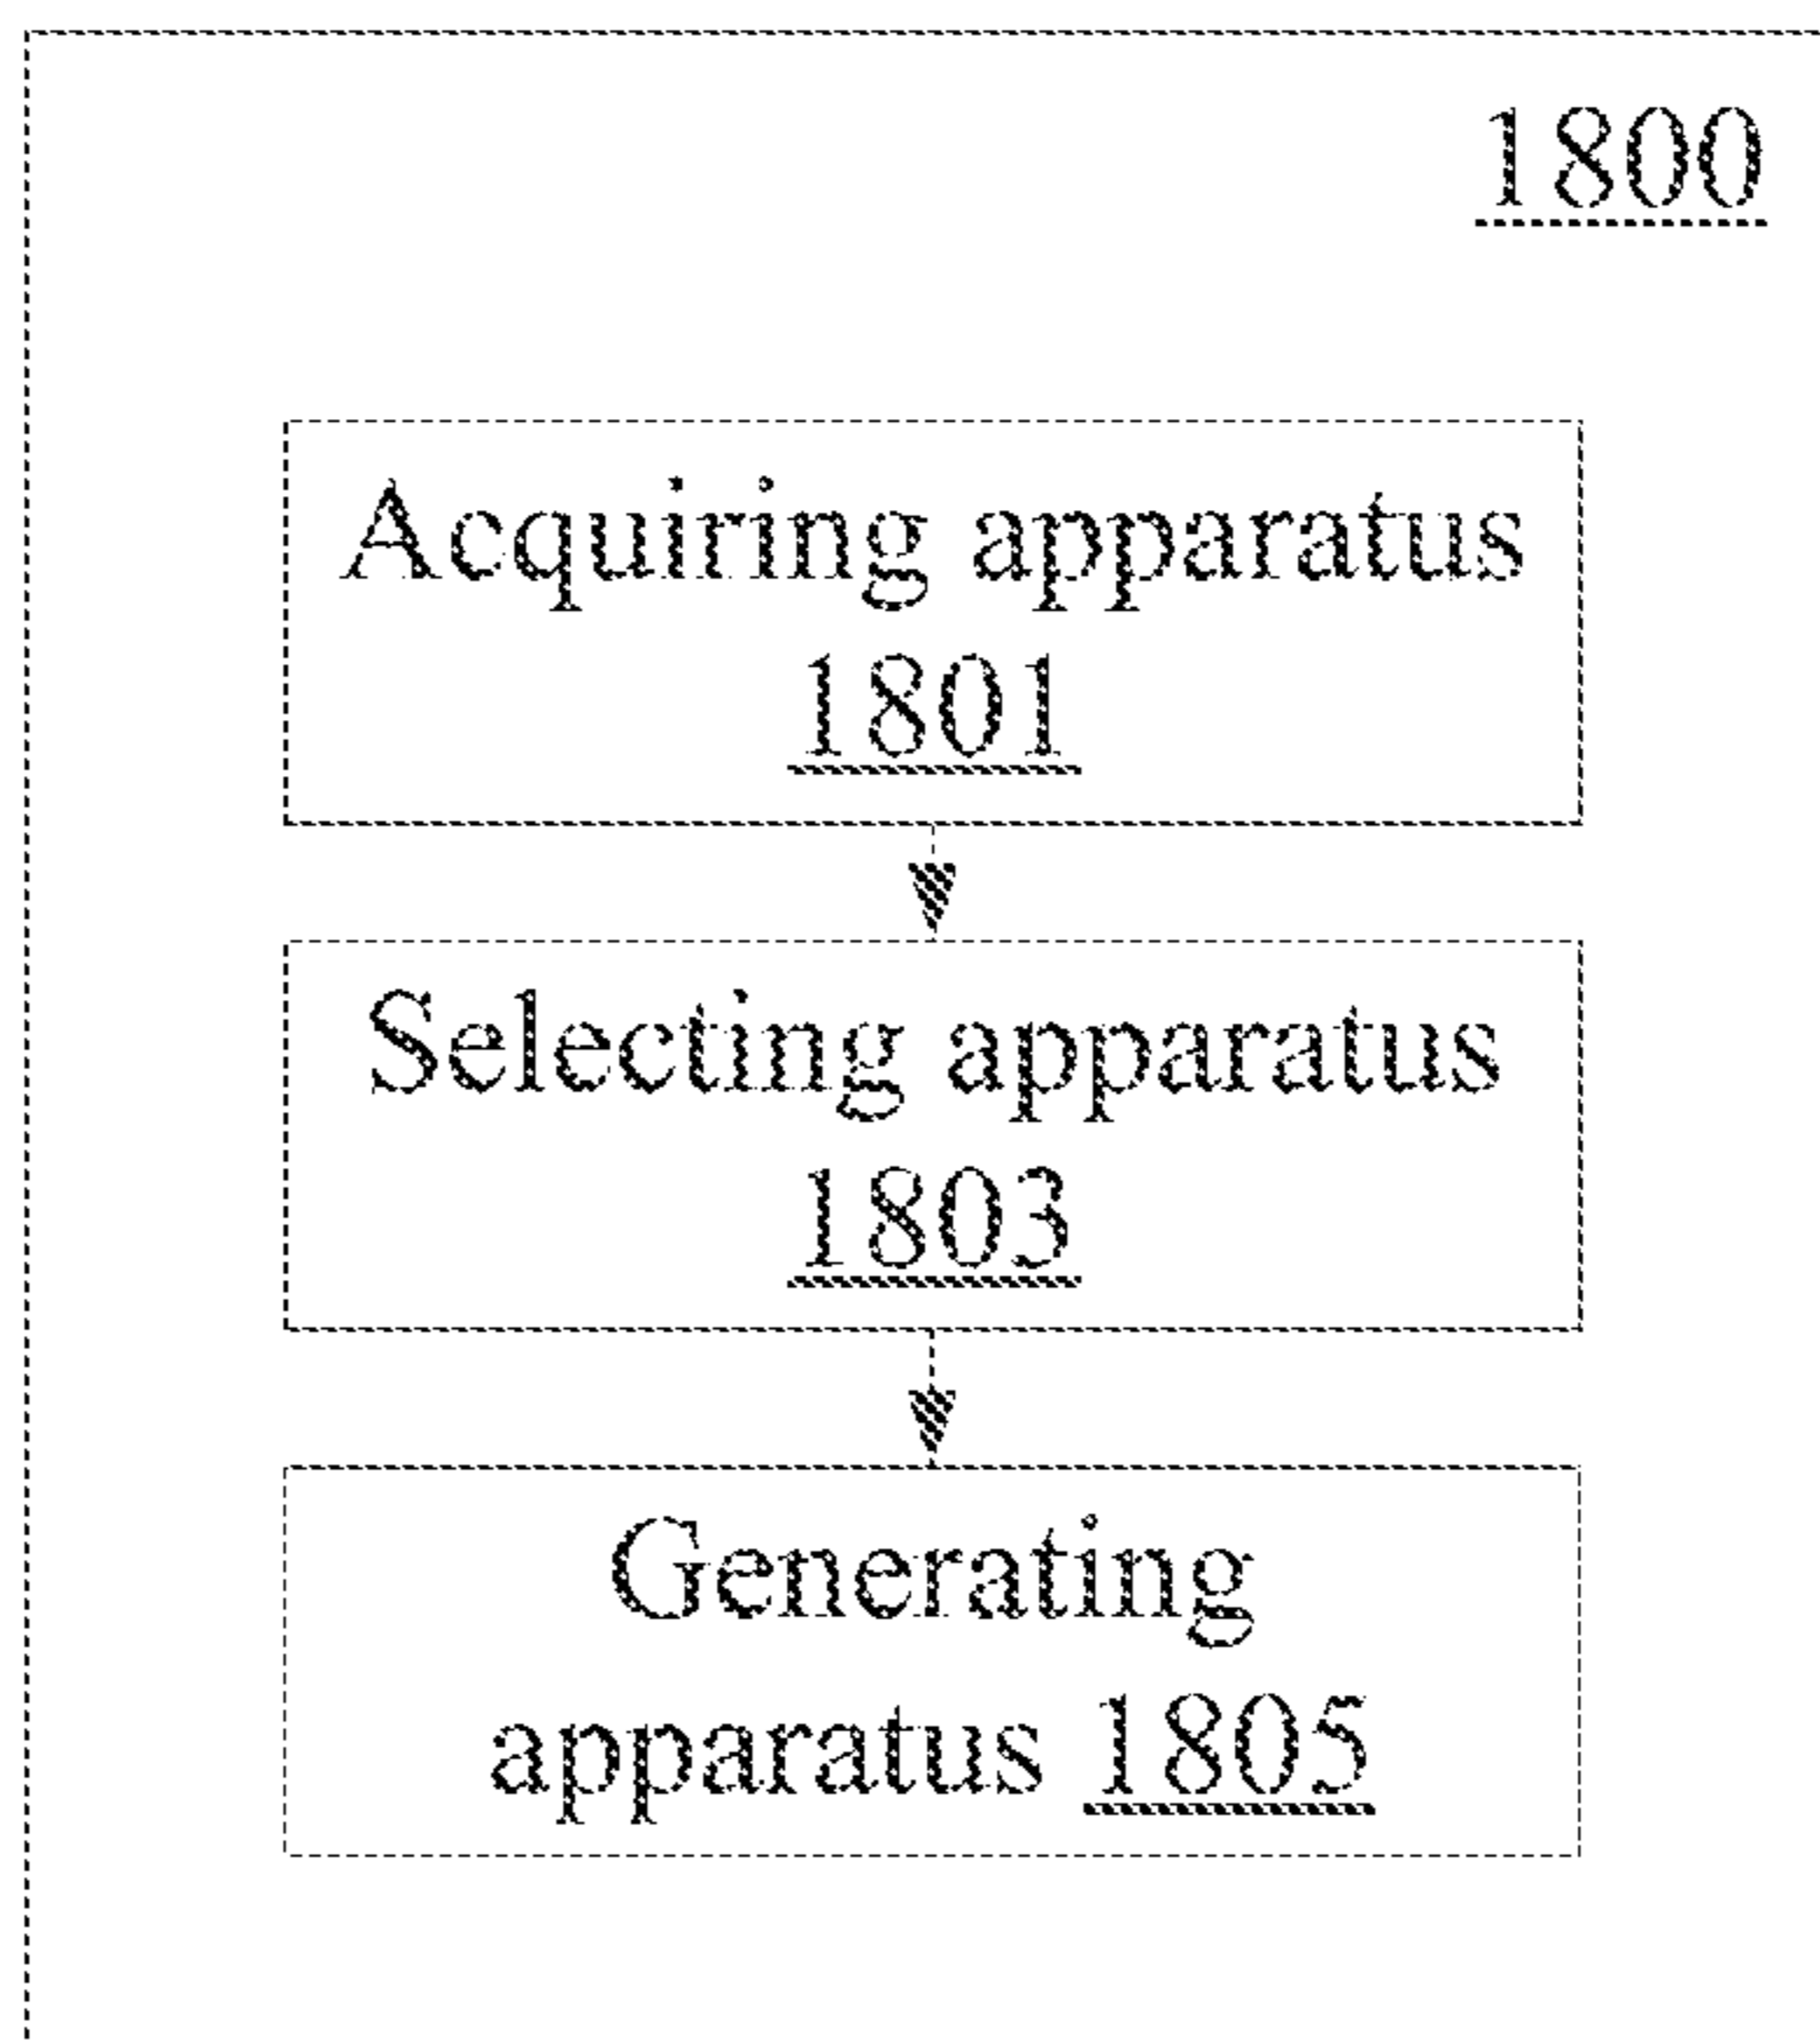 1800
Acquiring apparatus
1801
Selecting apparatus
1803
Generating
apparatus 1805